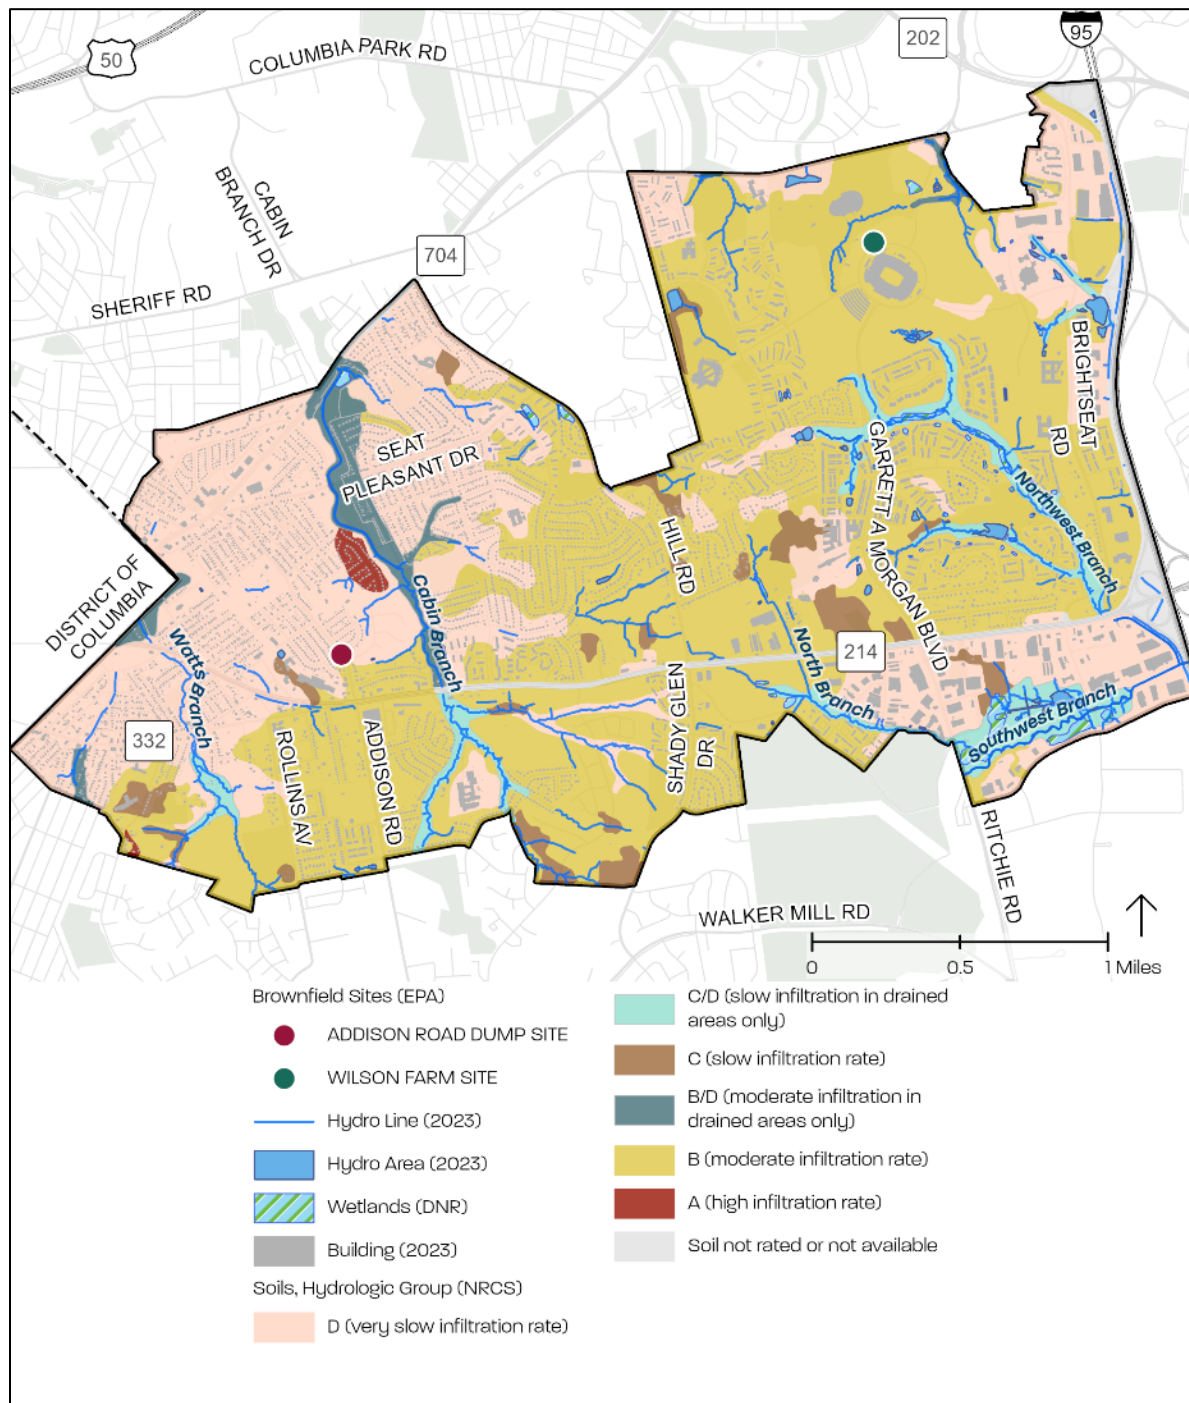 50
COLUMBIA PARK RD
202
95
CABIN
BRANCH DR
704
SHERIFF RD
SEAT
PLEASANT DR
BRIGHTSEAT
RD
GARRETT A MORGAN BLVD
Northwest Branch
HILL RD
DISTRICT OF
COLUMBIA
Cabin Branch
Watts Branch
North Branch
214
SHADY GLEN
DR
Southwest Branch
332
ROLLINS AV
ADDISON RD
RITCHIE RD
WALKER MILL RD
0
0.5
1 Miles
Brownfield Sites (EPA)
ADDISON ROAD DUMP SITE
WILSON FARM SITE
Hydro Line (2023)
Hydro Area (2023)
Wetlands (DNR)
Building (2023)
Soils, Hydrologic Group (NRCS)
D (very slow infiltration rate)
C/D (slow infiltration in drained
areas only)
C (slow infiltration rate)
B/D (moderate infiltration in
drained areas only)
B (moderate infiltration rate)
A (high infiltration rate)
Soil not rated or not available